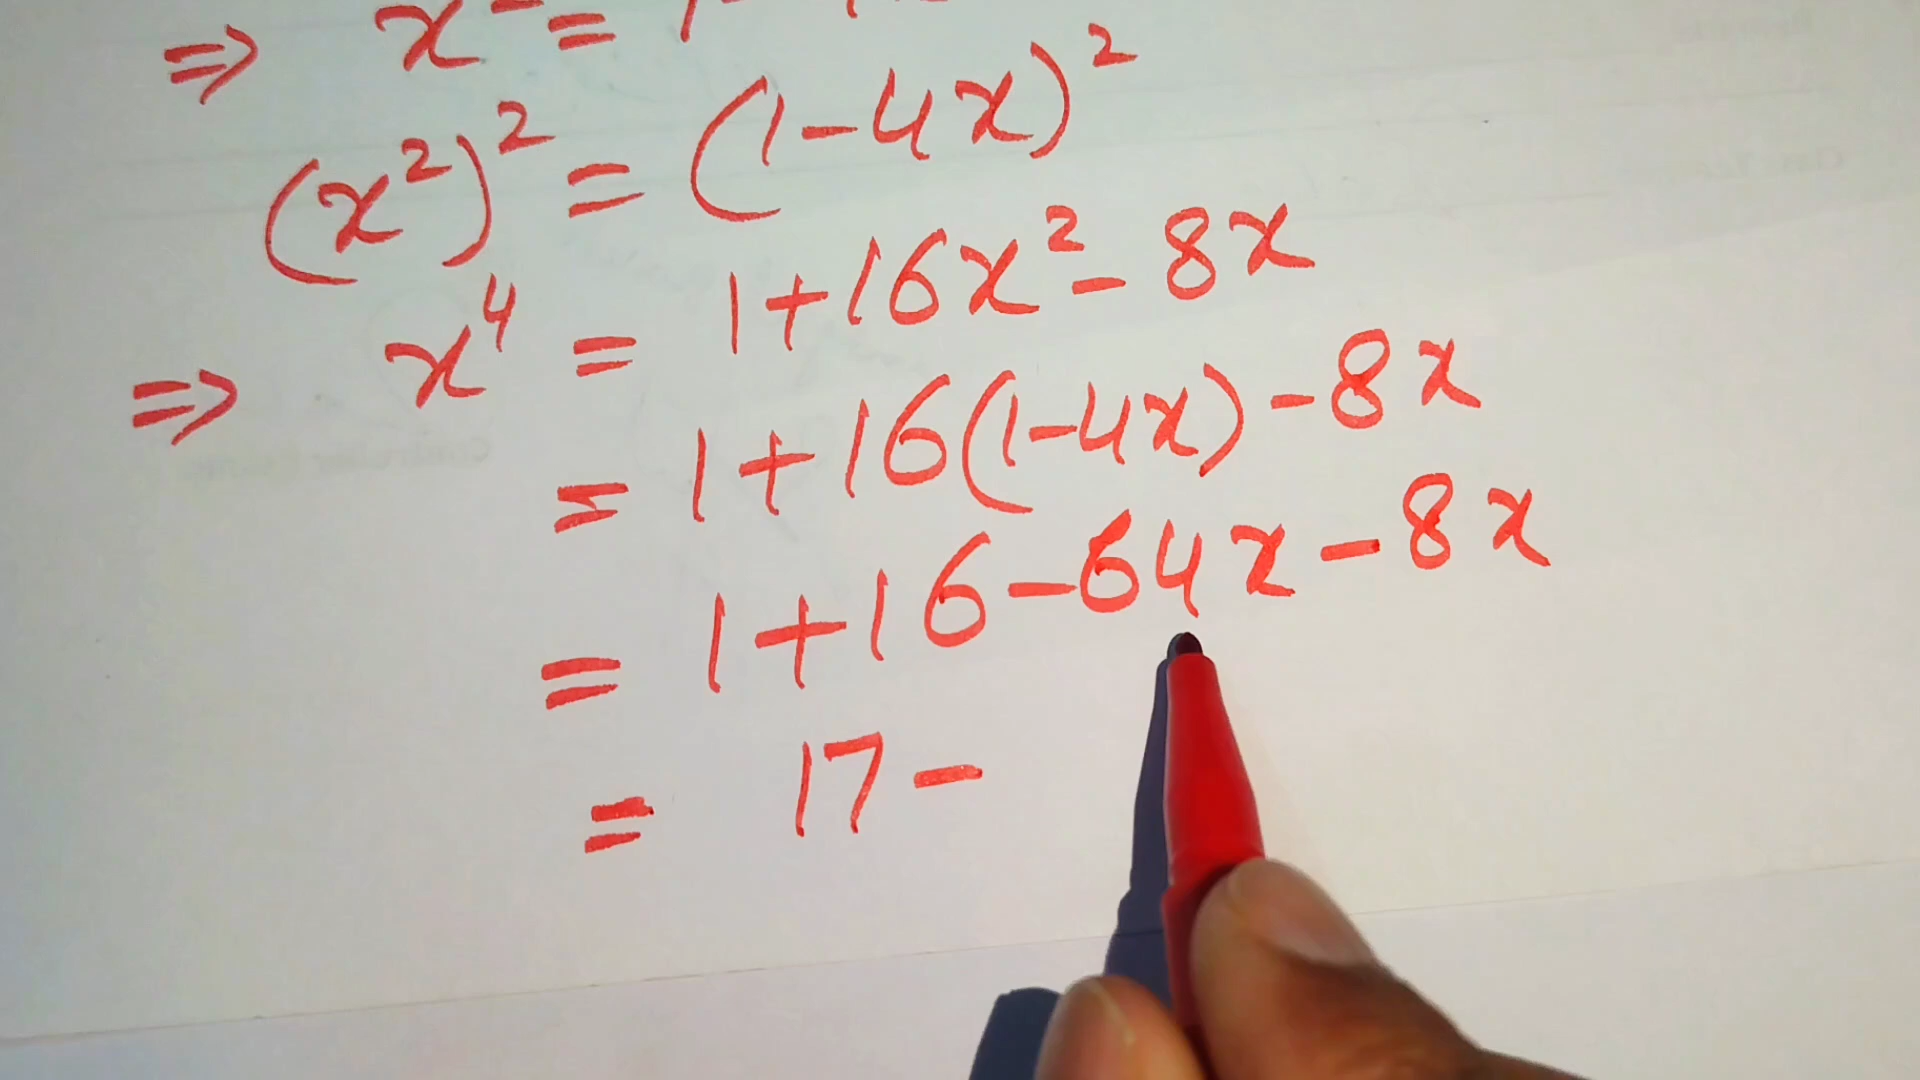 ⇒ x² = 1-
(x²)² = (1-4x)²
⇒ x⁴ = 1+16x²-8x
= 1+16(1-4x)-8x
= 1+16-64x-8x
= 17-